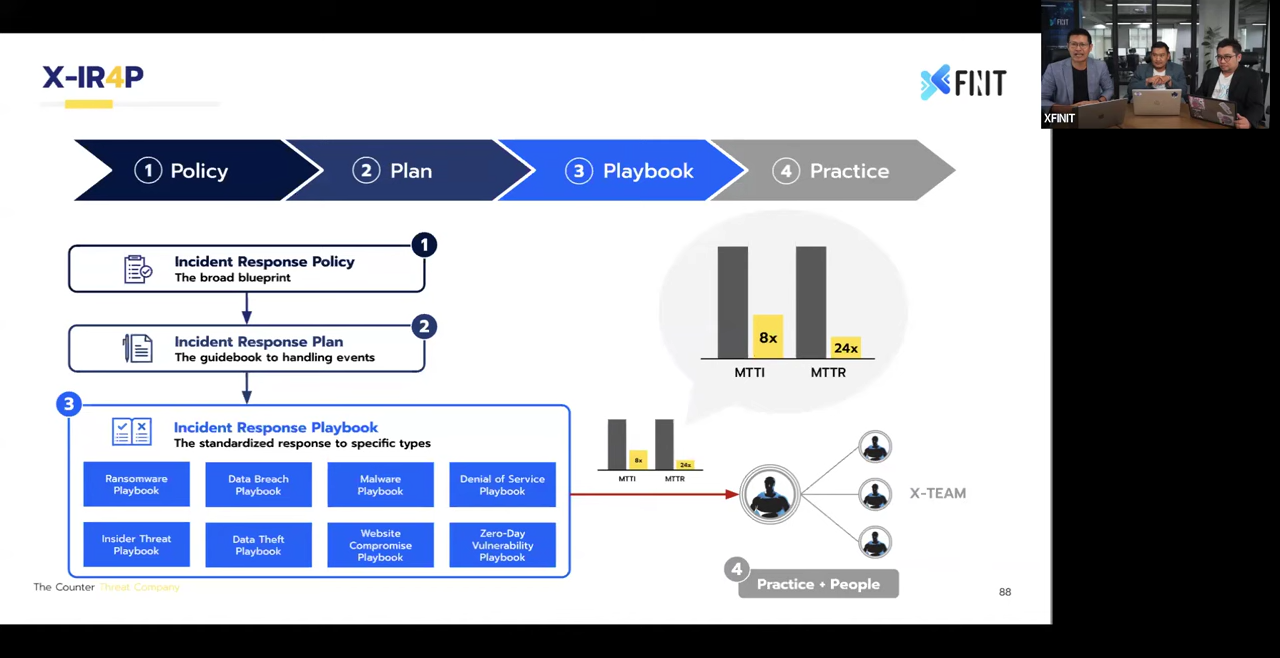 X-IR4P
XFINIT
1 Policy
2 Plan
3 Playbook
4 Practice
1
Incident Response Policy
The broad blueprint
2
Incident Response Plan
The guidebook to handling events
3
Incident Response Playbook
The standardized response to specific types
Ransomware
Playbook
Data Breach
Playbook
Malware
Playbook
Denial of Service
Playbook
Insider Threat
Playbook
Data Theft
Playbook
Website
Compromise
Playbook
Zero-Day
Vulnerability
Playbook
8x
24x
MTTI
MTTR
8x
24x
MTTI
MTTR
X-TEAM
4
Practice + People
The Counter Threat Company
88
XFINIT